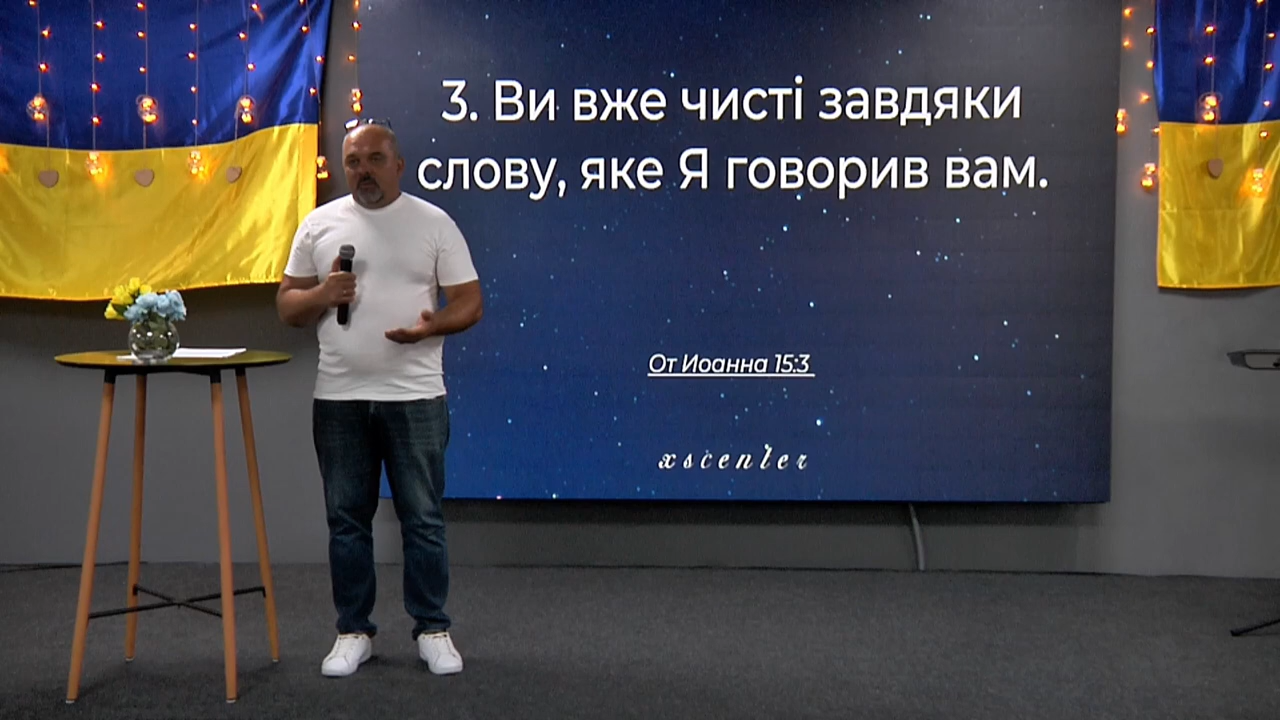 3. Ви вже чисті завдяки
слову, яке Я говорив вам.
От Иоанна 15:3
xscenter